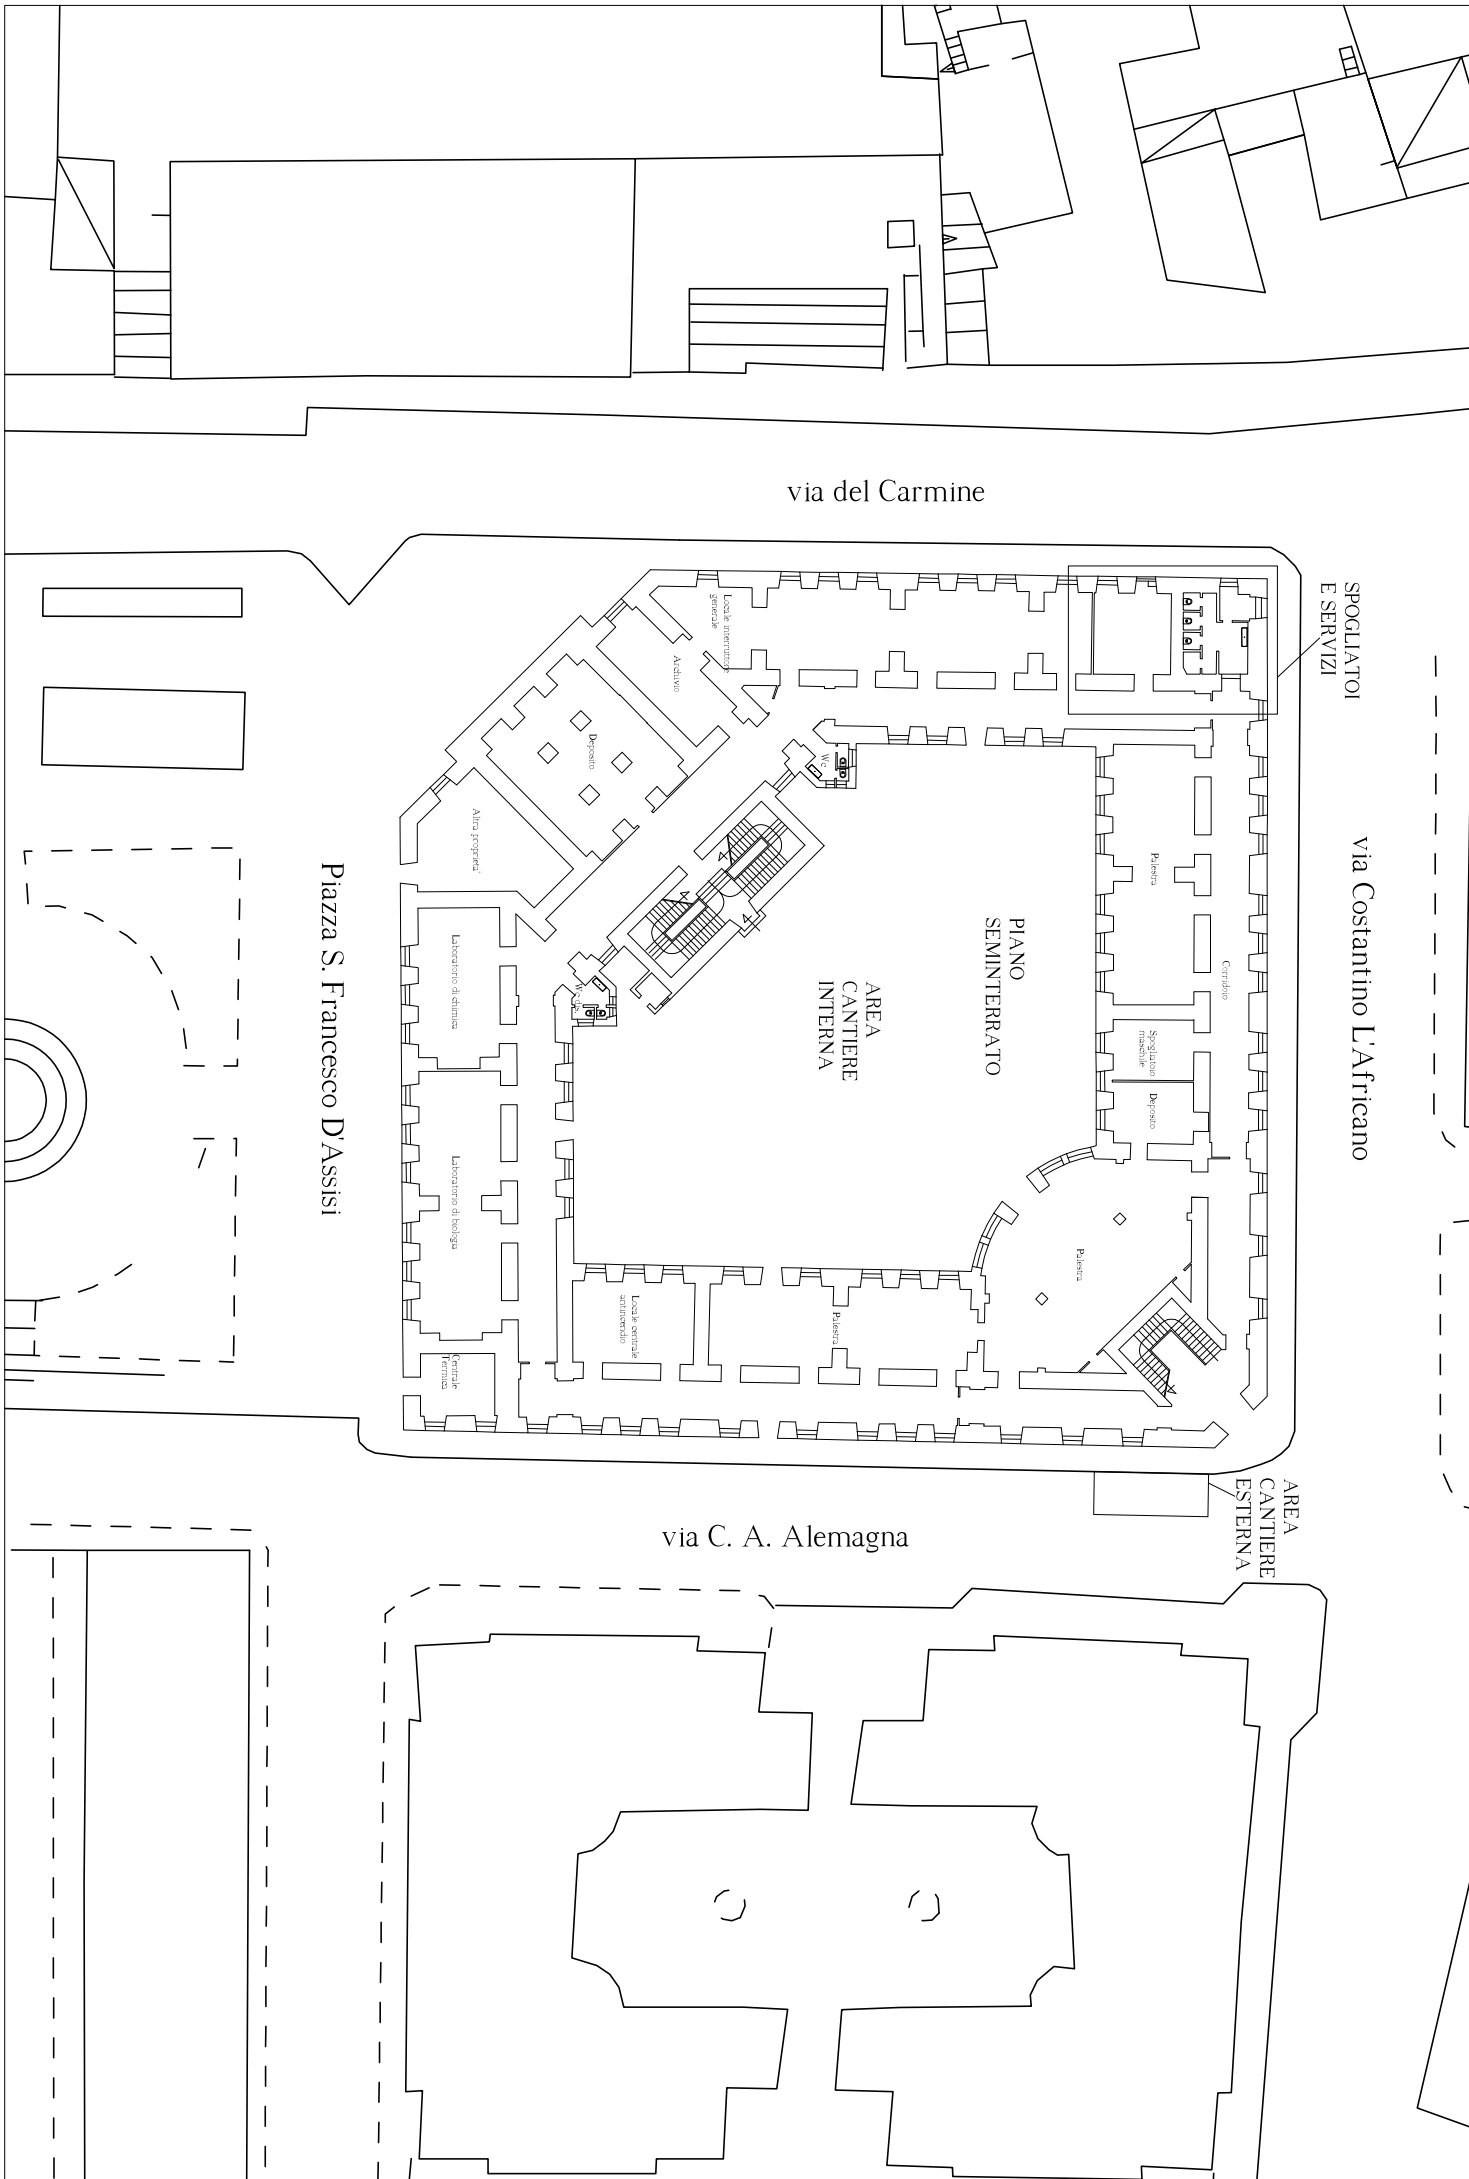 via del Carmine
SPOGLIATOI
E SERVIZI
Locale interruttore
generale
Archivio
Deposito
Wc
Altra proprieta'
Palestra
via Costantino L'Africano
Piazza S. Francesco D'Assisi
PIANO
SEMINTERRATO
AREA
CANTIERE
INTERNA
Corridoio
Laboratorio di chimica
Spogliatoio
maschile
Deposito
Laboratorio di biologia
Palestra
Locale centrale
antincendio
Palestra
Centrale
Termica
AREA
CANTIERE
ESTERNA
via C. A. Alemagna